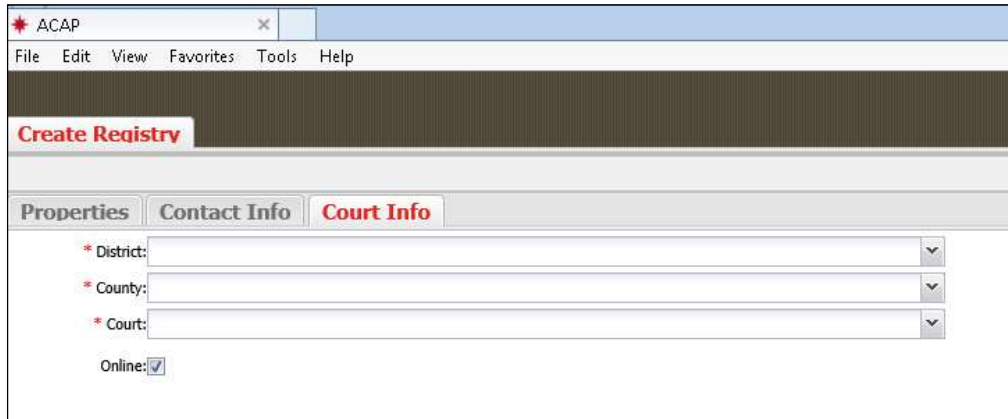 ACAP
File Edit View Favorites Tools Help
Create Registry
Properties Contact Info Court Info
* District:
* County:
* Court:
Online: